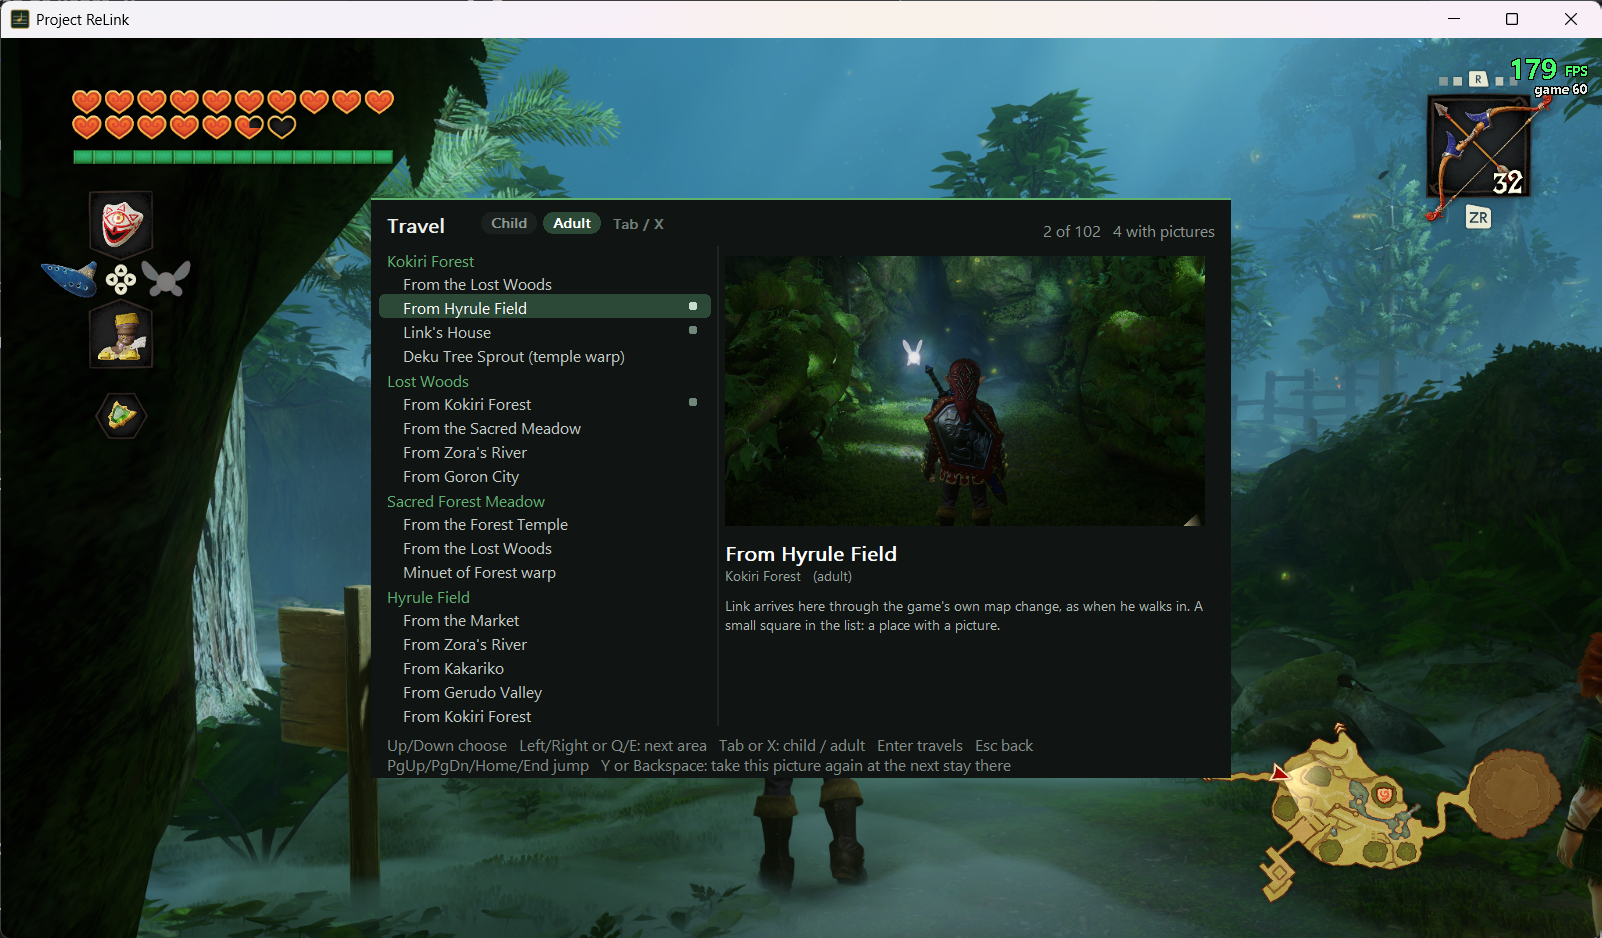 Project ReLink
179 FPS
game 60
R
32
ZR
Travel Child Adult Tab / X
2 of 102 4 with pictures
Kokiri Forest
From the Lost Woods
From Hyrule Field
Link's House
Deku Tree Sprout (temple warp)
Lost Woods
From Kokiri Forest
From the Sacred Meadow
From Zora's River
From Goron City
Sacred Forest Meadow
From the Forest Temple
From the Lost Woods
Minuet of Forest warp
Hyrule Field
From the Market
From Zora's River
From Kakariko
From Gerudo Valley
From Kokiri Forest
From Hyrule Field
Kokiri Forest (adult)
Link arrives here through the game's own map change, as when he walks in. A
small square in the list: a place with a picture.
Up/Down choose Left/Right or Q/E: next area Tab or X: child / adult Enter travels Esc back
PgUp/PgDn/Home/End jump Y or Backspace: take this picture again at the next stay there